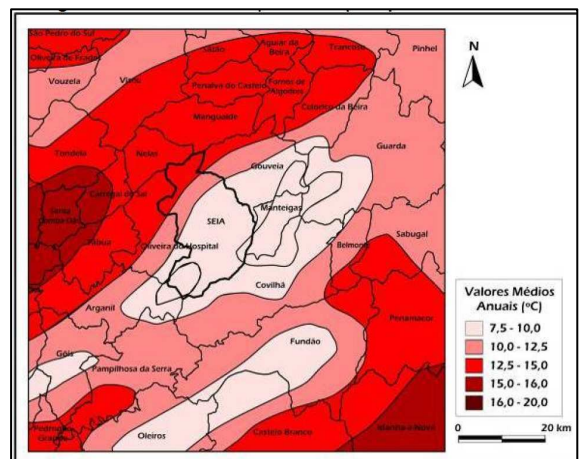 São Pedro do Sul
Oliveira de Frades
Vouzela
Viseu
Sátão
Aguiar da Beira
Trancoso
Pinhel
N
Penalva do Castelo
Fornos de Algodres
Celorico da Beira
Mangualde
Guarda
Tondela
Nelas
Gouveia
Carregal do Sal
Santa Comba Dão
SEIA
Manteigas
Tábua
Oliveira do Hospital
Belmonte
Sabugal
Covilhã
Arganil
Penamacor
Góis
Fundão
Pampilhosa da Serra
Pedrógão Grande
Oleiros
Castelo Branco
Idanha-a-Nova
Valores Médios
Anuais (ºC)
7,5 - 10,0
10,0 - 12,5
12,5 - 15,0
15,0 - 16,0
16,0 - 20,0
0
20 km